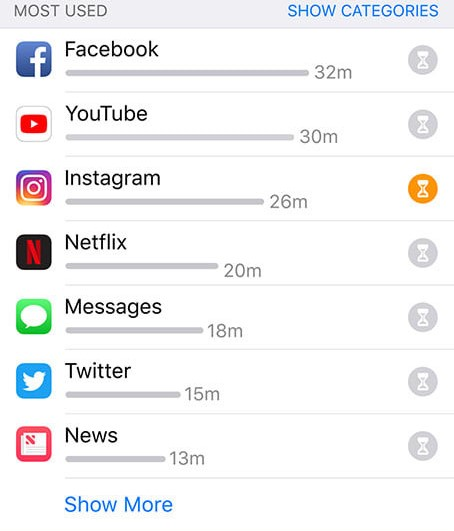 MOST USED SHOW CATEGORIES
Facebook
32m
YouTube
30m
Instagram
26m
Netflix
20m
Messages
18m
Twitter
15m
News
13m
Show More